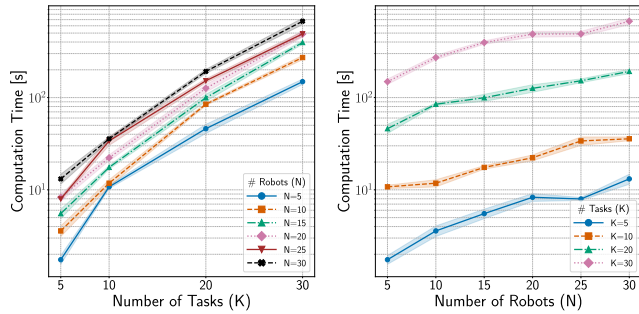 Computation Time [s]
10²
10¹
5
10
20
30
Number of Tasks (K)
# Robots (N)
N=5
N=10
N=15
N=20
N=25
N=30
Computation Time [s]
10²
10¹
5
10
15
20
25
30
Number of Robots (N)
# Tasks (K)
K=5
K=10
K=20
K=30